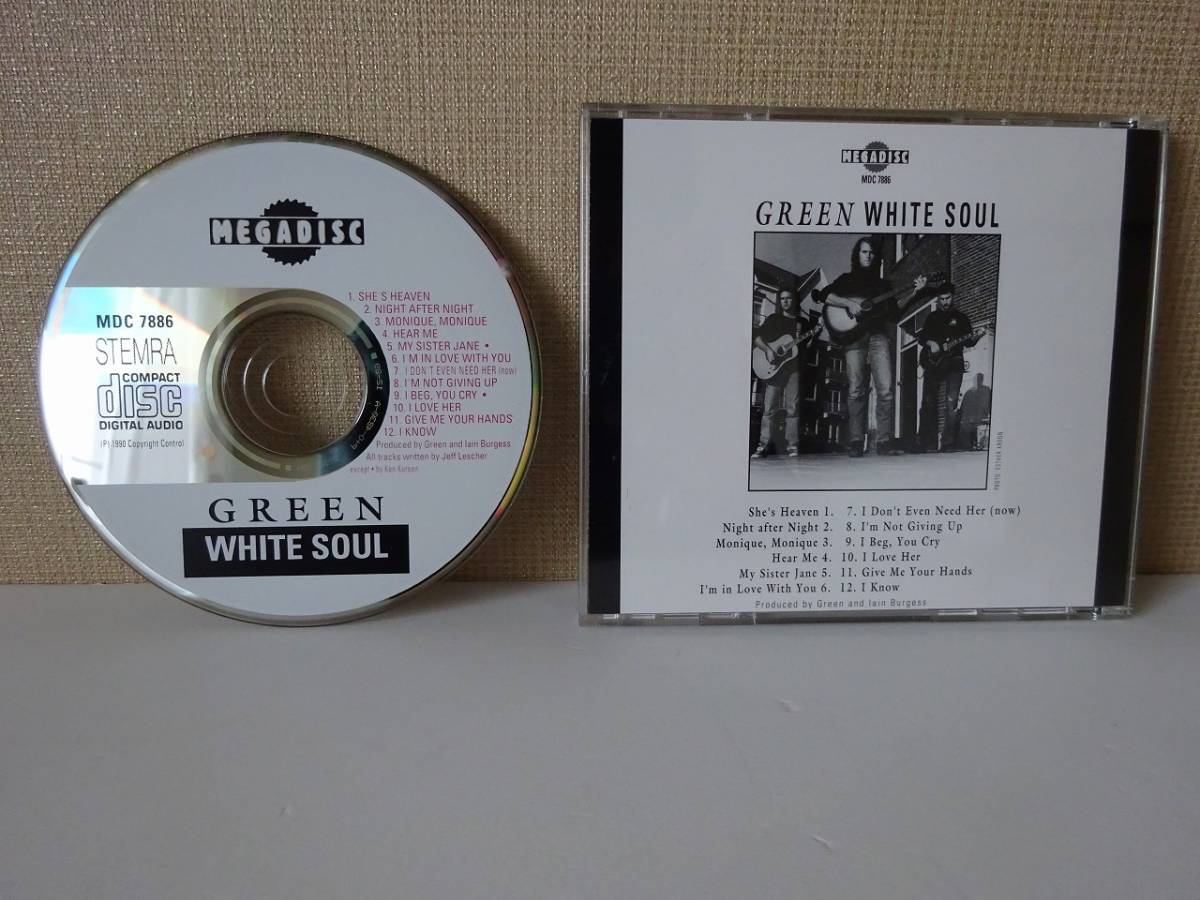 MEGADISC
MDC 7886
STEMRA
COMPACT
disc
DIGITAL AUDIO
(P) 1990 Copyright Control
1. SHE S HEAVEN
2. NIGHT AFTER NIGHT
3. MONIQUE, MONIQUE
4. HEAR ME
5. MY SISTER JANE •
6. I M IN LOVE WITH YOU
7. I DON T EVEN NEED HER (now)
8. I'M NOT GIVING UP
9. I BEG, YOU CRY •
10. I LOVE HER
11. GIVE ME YOUR HANDS
12. I KNOW
Produced by Green and Iain Burgess
All tracks written by Jeff Lescher
except • by Ken Kurson
GREEN
WHITE SOUL
MEGADISC
MDC 7886
GREEN WHITE SOUL
She's Heaven 1.
Night after Night 2.
Monique, Monique 3.
Hear Me 4.
My Sister Jane 5.
I'm in Love With You 6.
7. I Don't Even Need Her (now)
8. I'm Not Giving Up
9. I Beg, You Cry
10. I Love Her
11. Give Me Your Hands
12. I Know
Produced by Green and Iain Burgess